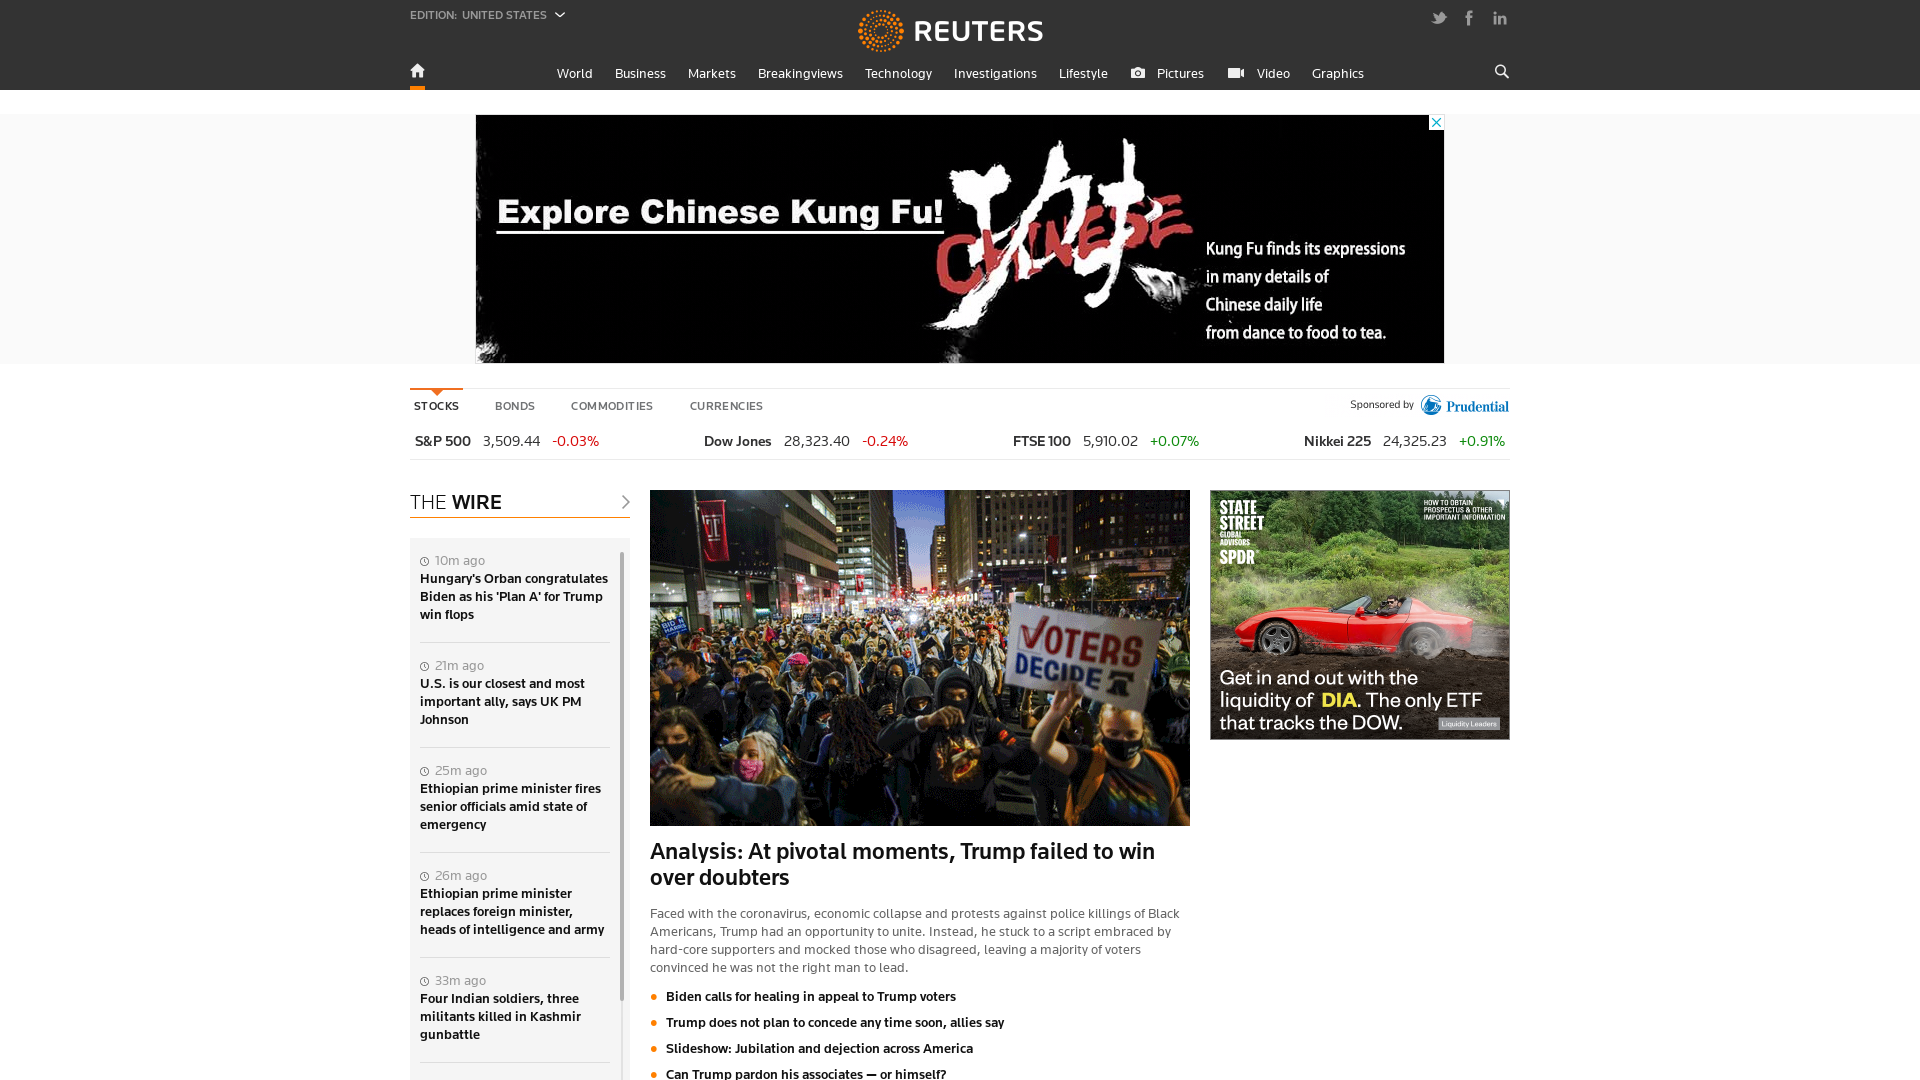 EDITION: UNITED STATES
REUTERS
World Business Markets Breakingviews Technology Investigations Lifestyle Pictures Video Graphics
Explore Chinese Kung Fu!
CHINESE
Kung Fu finds its expressions
in many details of
Chinese daily life
from dance to food to tea.
STOCKS BONDS COMMODITIES CURRENCIES
Sponsored by Prudential
S&P 500 3,509.44 -0.03% Dow Jones 28,323.40 -0.24% FTSE 100 5,910.02 +0.07% Nikkei 225 24,325.23 +0.91%
THE WIRE
10m ago
Hungary's Orban congratulates
Biden as his 'Plan A' for Trump
win flops
21m ago
U.S. is our closest and most
important ally, says UK PM
Johnson
25m ago
Ethiopian prime minister fires
senior officials amid state of
emergency
26m ago
Ethiopian prime minister
replaces foreign minister,
heads of intelligence and army
33m ago
Four Indian soldiers, three
militants killed in Kashmir
gunbattle
VOTERS
DECIDE
Analysis: At pivotal moments, Trump failed to win
over doubters
Faced with the coronavirus, economic collapse and protests against police killings of Black
Americans, Trump had an opportunity to unite. Instead, he stuck to a script embraced by
hard-core supporters and mocked those who disagreed, leaving a majority of voters
convinced he was not the right man to lead.
Biden calls for healing in appeal to Trump voters
Trump does not plan to concede any time soon, allies say
Slideshow: Jubilation and dejection across America
Can Trump pardon his associates — or himself?
STATE
STREET
GLOBAL
ADVISORS
SPDR
HOW TO OBTAIN
PROSPECTUS & OTHER
IMPORTANT INFORMATION
Get in and out with the
liquidity of DIA. The only ETF
that tracks the DOW.
Liquidity Leaders